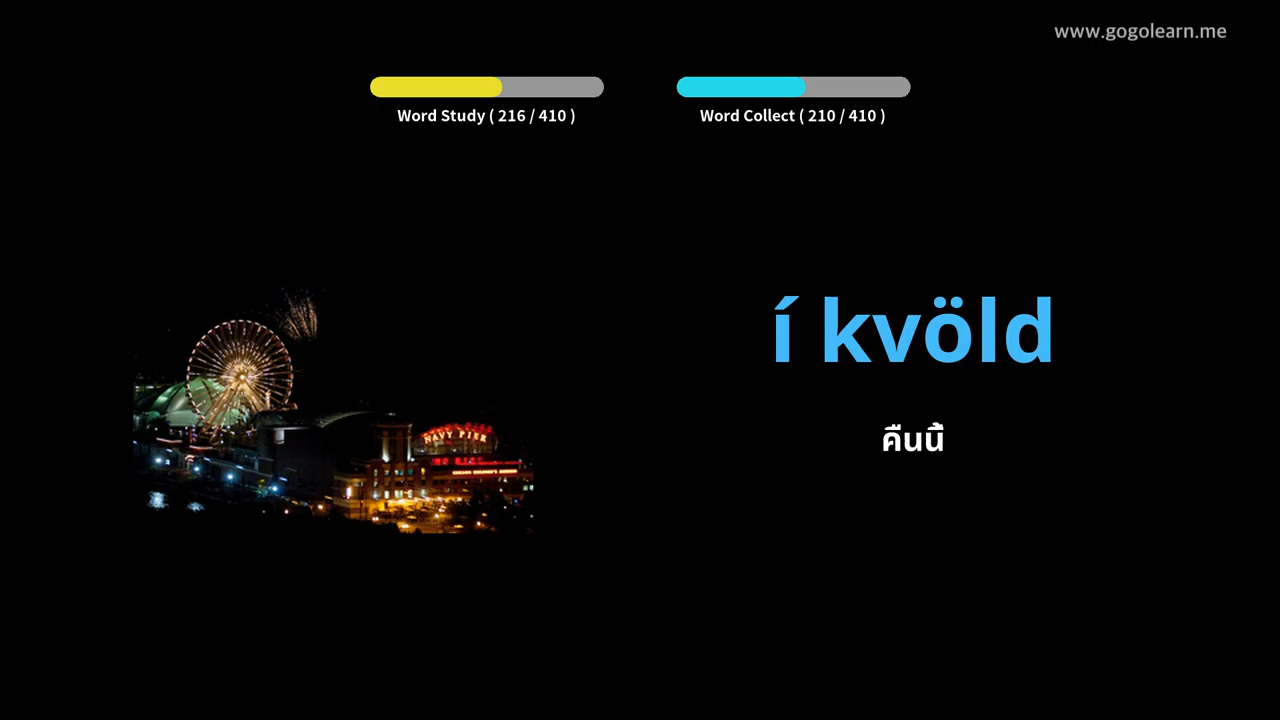 www.gogolearn.me
Word Study ( 216 / 410 )
Word Collect ( 210 / 410 )
í kvöld
คืนนี้
NAVY PIER